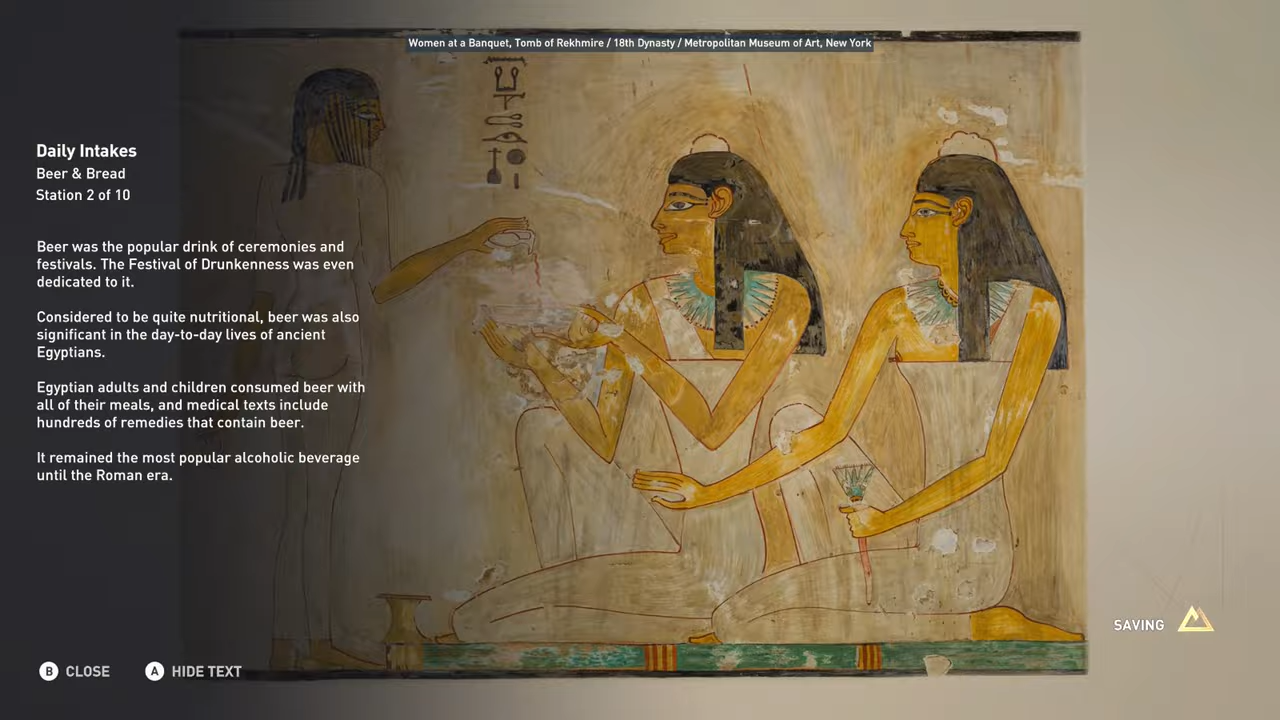 Women at a Banquet, Tomb of Rekhmire / 18th Dynasty / Metropolitan Museum of Art, New York
Daily Intakes
Beer & Bread
Station 2 of 10
Beer was the popular drink of ceremonies and
festivals. The Festival of Drunkenness was even
dedicated to it.
Considered to be quite nutritional, beer was also
significant in the day-to-day lives of ancient
Egyptians.
Egyptian adults and children consumed beer with
all of their meals, and medical texts include
hundreds of remedies that contain beer.
It remained the most popular alcoholic beverage
until the Roman era.
SAVING
B CLOSE A HIDE TEXT